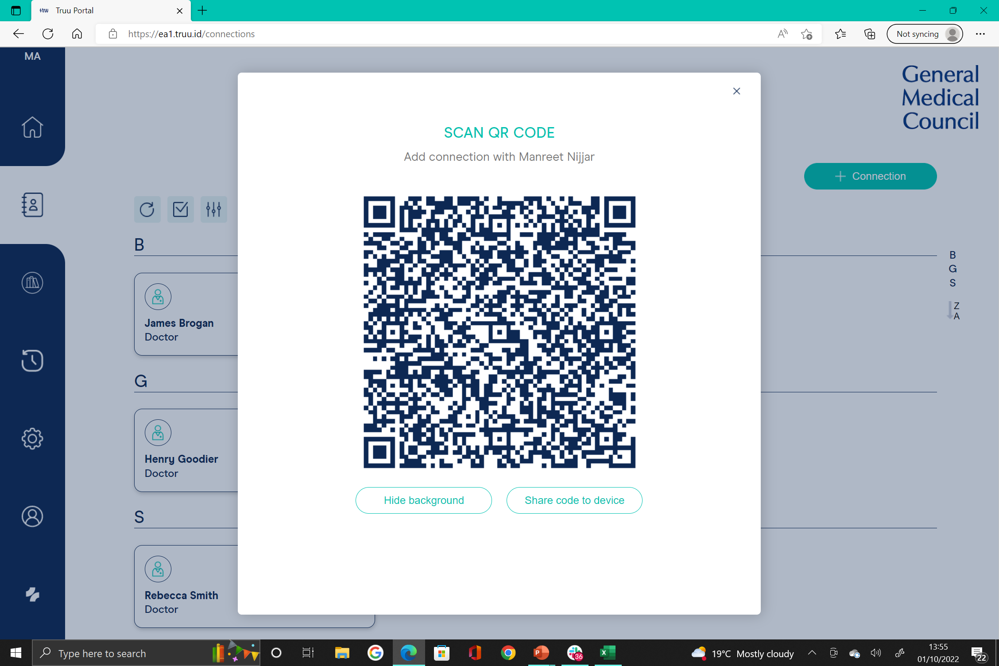 truu Truu Portal
https://ea1.truu.id/connections
Not syncing
MA
General
Medical
Council
SCAN QR CODE
Add connection with Manreet Nijjar
Connection
B
James Brogan
Doctor
G
Henry Goodier
Doctor
S
Rebecca Smith
Doctor
B
G
S
Z
A
Hide background
Share code to device
Type here to search
G
P
36
X
19°C Mostly cloudy
13:55
01/10/2022
22